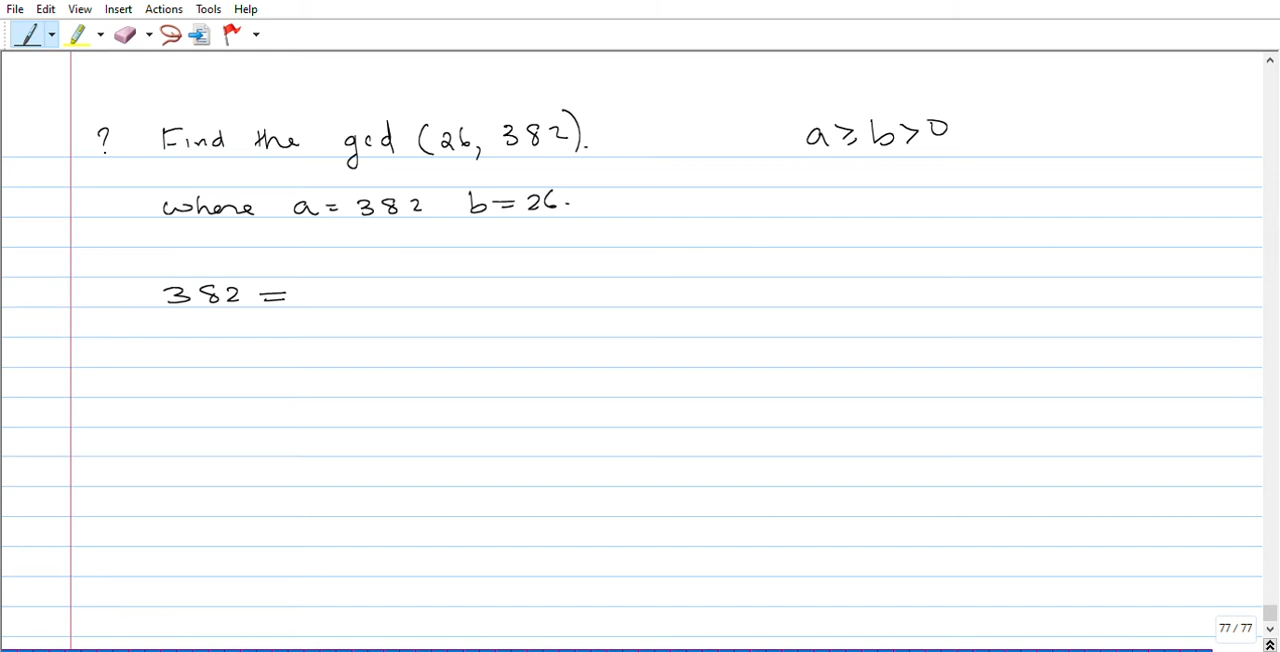 File Edit View Insert Actions Tools Help
? Find the gcd (26, 382). a ≥ b > 0
where a = 382 b = 26.
382 =
77 / 77